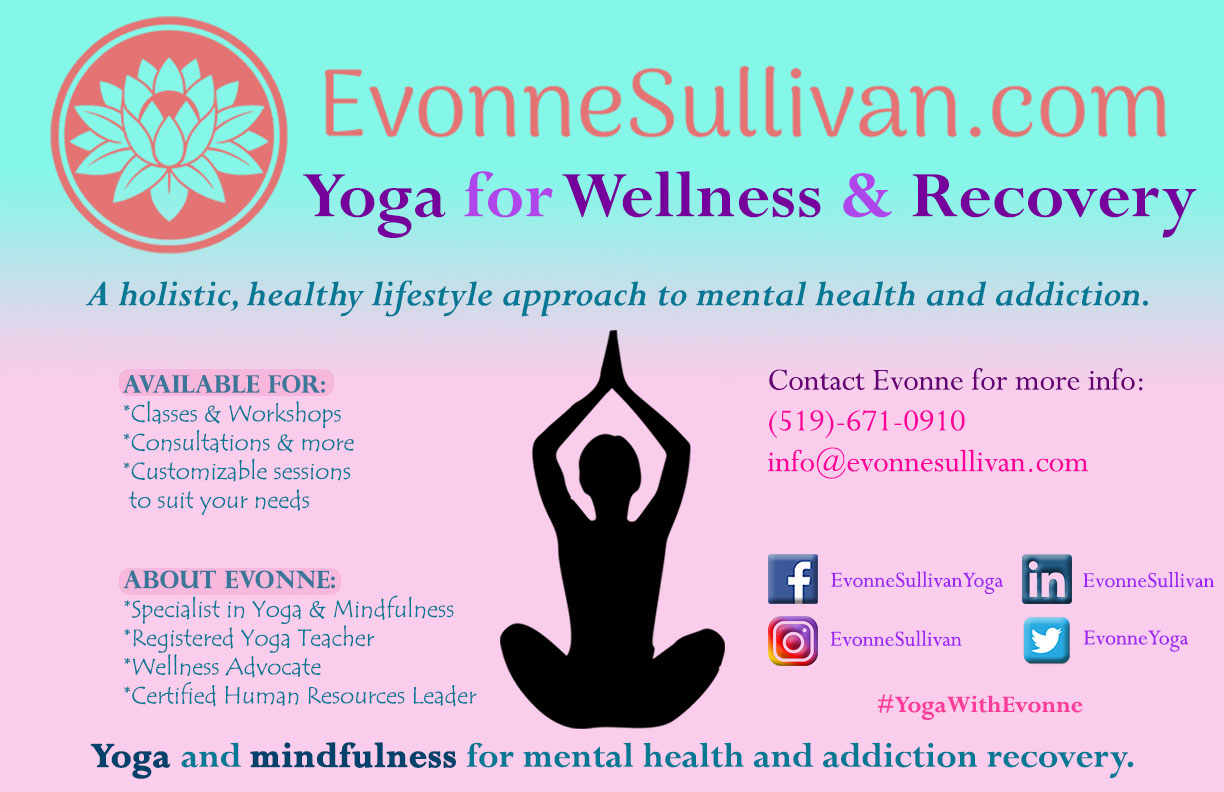 EvonneSullivan.com
Yoga for Wellness & Recovery
A holistic, healthy lifestyle approach to mental health and addiction.
AVAILABLE FOR:
*Classes & Workshops
*Consultations & more
*Customizable sessions
to suit your needs
ABOUT EVONNE:
*Specialist in Yoga & Mindfulness
*Registered Yoga Teacher
*Wellness Advocate
*Certified Human Resources Leader
Contact Evonne for more info:
(519)-671-0910
info@evonnesullivan.com
f EvonneSullivanYoga
in EvonneSullivan
EvonneSullivan
EvonneYoga
#YogaWithEvonne
Yoga and mindfulness for mental health and addiction recovery.